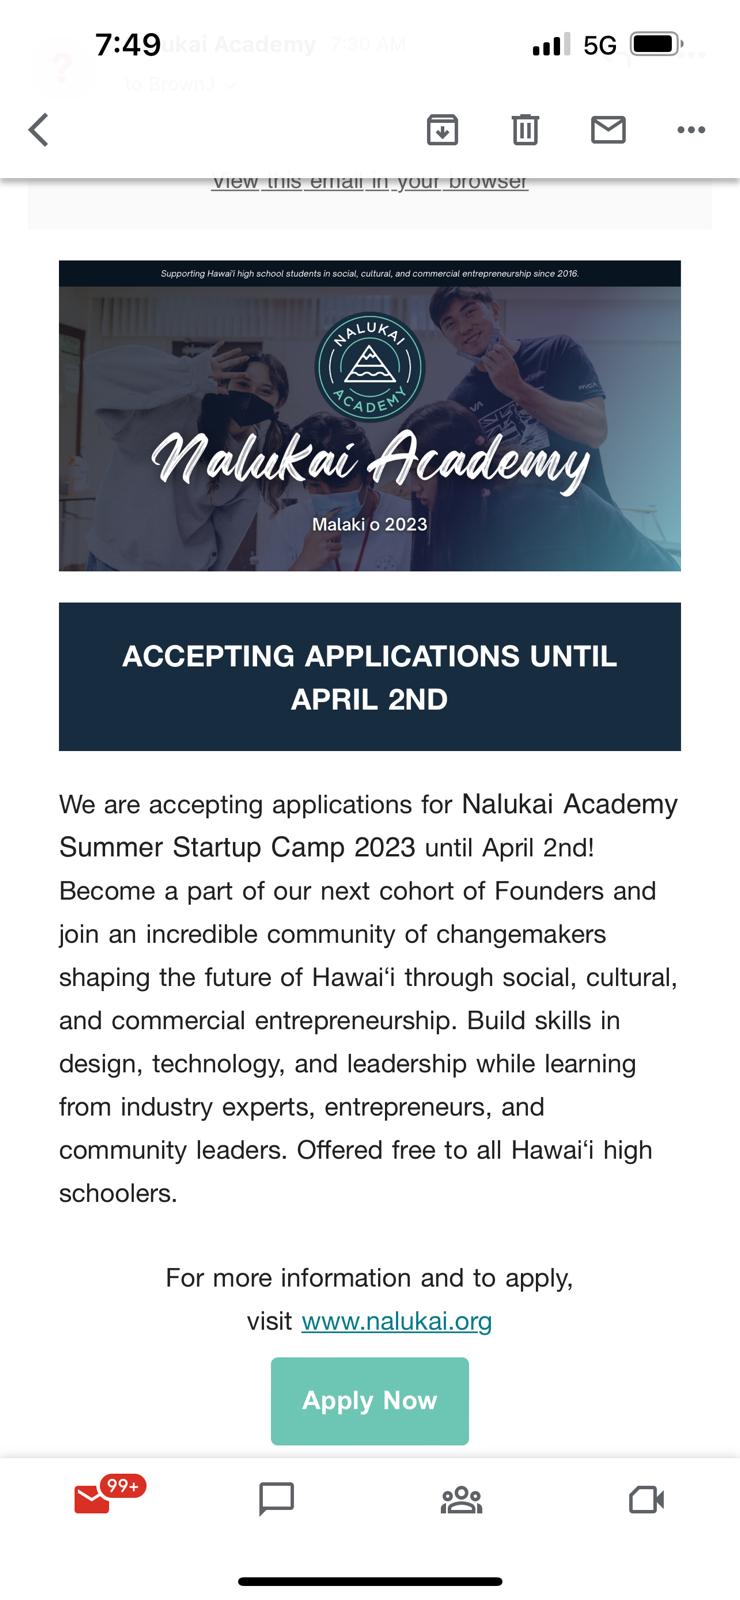 7:49
5G
ukai Academy 7:30 AM
?
to BrownJ
View this email in your browser
Supporting Hawai'i high school students in social, cultural, and commercial entrepreneurship since 2016.
NALUKAI
ACADEMY
Nalukai Academy
Malaki o 2023
ACCEPTING APPLICATIONS UNTIL
APRIL 2ND
We are accepting applications for Nalukai Academy
Summer Startup Camp 2023 until April 2nd!
Become a part of our next cohort of Founders and
join an incredible community of changemakers
shaping the future of Hawaiʻi through social, cultural,
and commercial entrepreneurship. Build skills in
design, technology, and leadership while learning
from industry experts, entrepreneurs, and
community leaders. Offered free to all Hawaiʻi high
schoolers.
For more information and to apply,
visit www.nalukai.org
Apply Now
99+